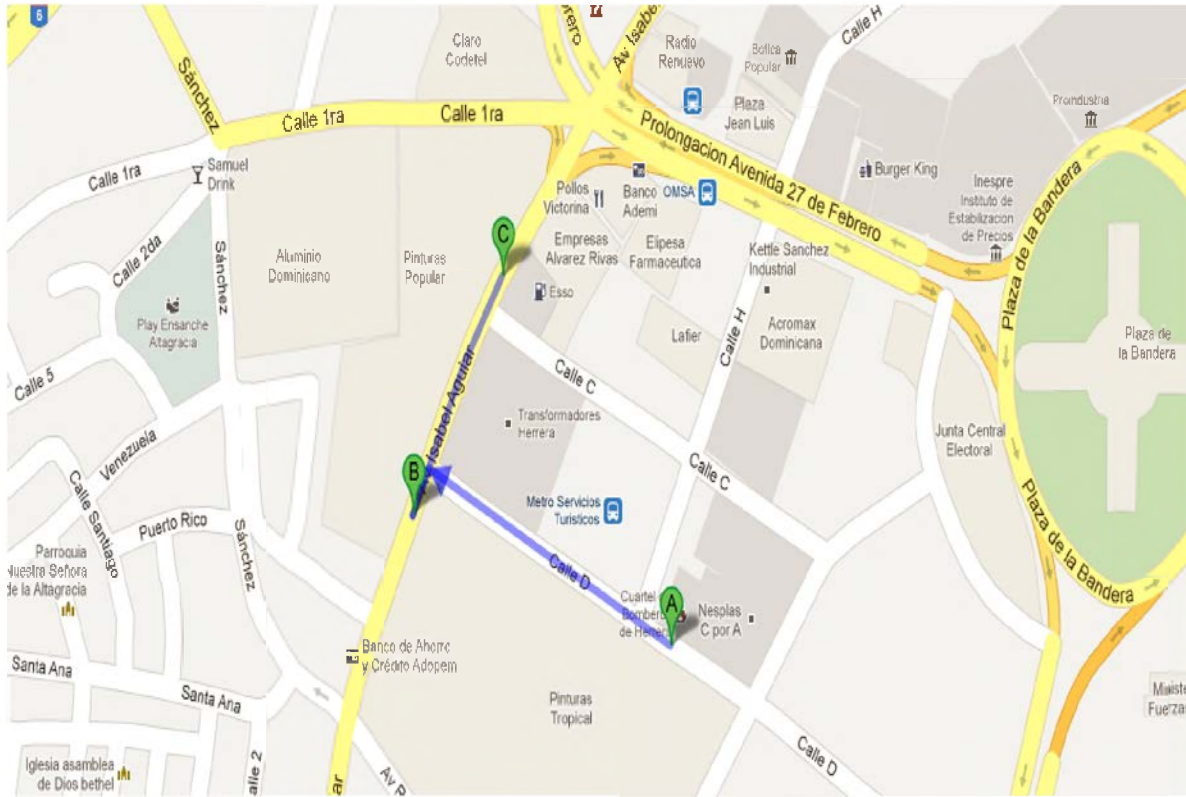 6
Sánchez
Claro
Codetel
Av Isabel
Radio
Renuevo
Botica
Popular
Calle H
Plaza
Jean Luis
Proindustria
Calle 1ra
Calle 1ra
Calle 1ra
Samuel
Drink
Prolongacion Avenida 27 de Febrero
Burger King
Pollos
Victorina
Banco
Ademi
OMSA
Inespre
Instituto de
Estabilizacion
de Precios
Plaza de la Bandera
Calle 2da
Sánchez
Aluminio
Dominicano
Pinturas
Popular
C
Empresas
Alvarez Rivas
Elipesa
Farmaceutica
Kettle Sanchez
Industrial
Esso
Play Ensanche
Altagracia
Lafier
Calle H
Acromax
Dominicana
Plaza de
la Bandera
Calle 5
Isabel Aguiar
Calle C
Transformadores
Herrera
Junta Central
Electoral
Venezuela
Calle C
B
Calle Santiago
Metro Servicios
Turisticos
Puerto Rico
Sánchez
Plaza de la Bandera
Parroquia
Nuestra Señora
de la Altagracia
Calle D
Cuartel
Bombero
de Herrera
A
Nesplas
C por A
Banco de Ahorro
y Crédito Adopem
Santa Ana
Santa Ana
Pinturas
Tropical
Calle D
Iglesia asamblea
de Dios bethel
alle 2
ar